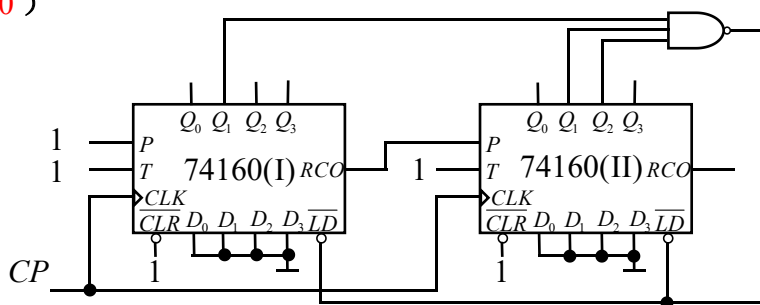 0 )
Q₀ Q₁ Q₂ Q₃ Q₀ Q₁ Q₂ Q₃
1 P P
1 T 74160(I) RCO 1 T 74160(II) RCO
CLK CLK
CLR D₀ D₁ D₂ D₃ LD CLR D₀ D₁ D₂ D₃ LD
CP 1 1